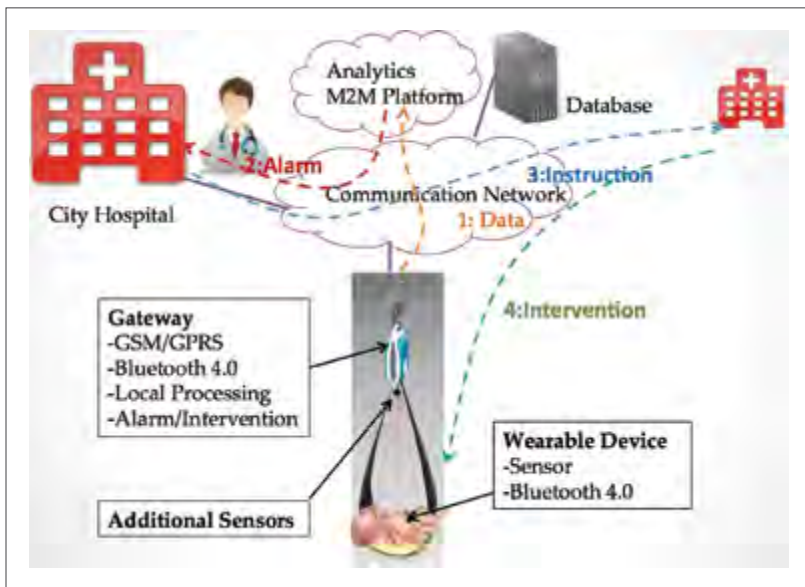 Analytics
M2M Platform
Database
2:Alarm
3:Instruction
City Hospital
Communication Network
1: Data
4:Intervention
Gateway
-GSM/GPRS
-Bluetooth 4.0
-Local Processing
-Alarm/Intervention
Wearable Device
-Sensor
-Bluetooth 4.0
Additional Sensors